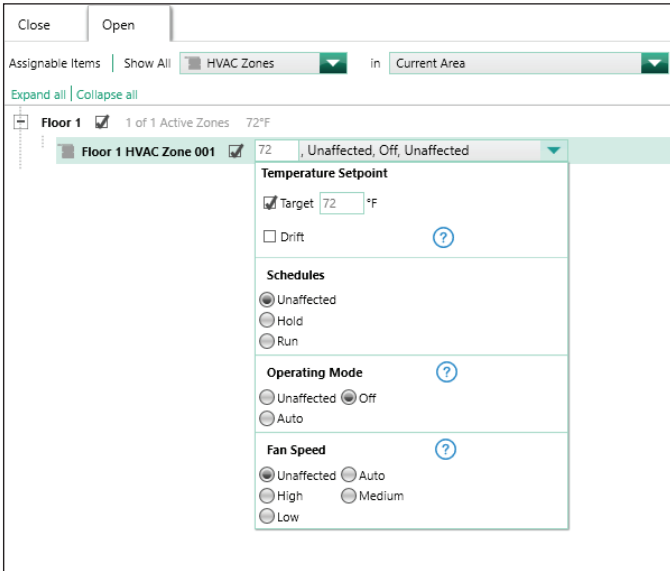 Close Open
Assignable Items Show All HVAC Zones in Current Area
Expand all Collapse all
Floor 1 1 of 1 Active Zones 72°F
Floor 1 HVAC Zone 001 72 , Unaffected, Off, Unaffected
Temperature Setpoint
Target 72 °F
Drift ?
Schedules
Unaffected
Hold
Run
Operating Mode ?
Unaffected Off
Auto
Fan Speed ?
Unaffected Auto
High Medium
Low